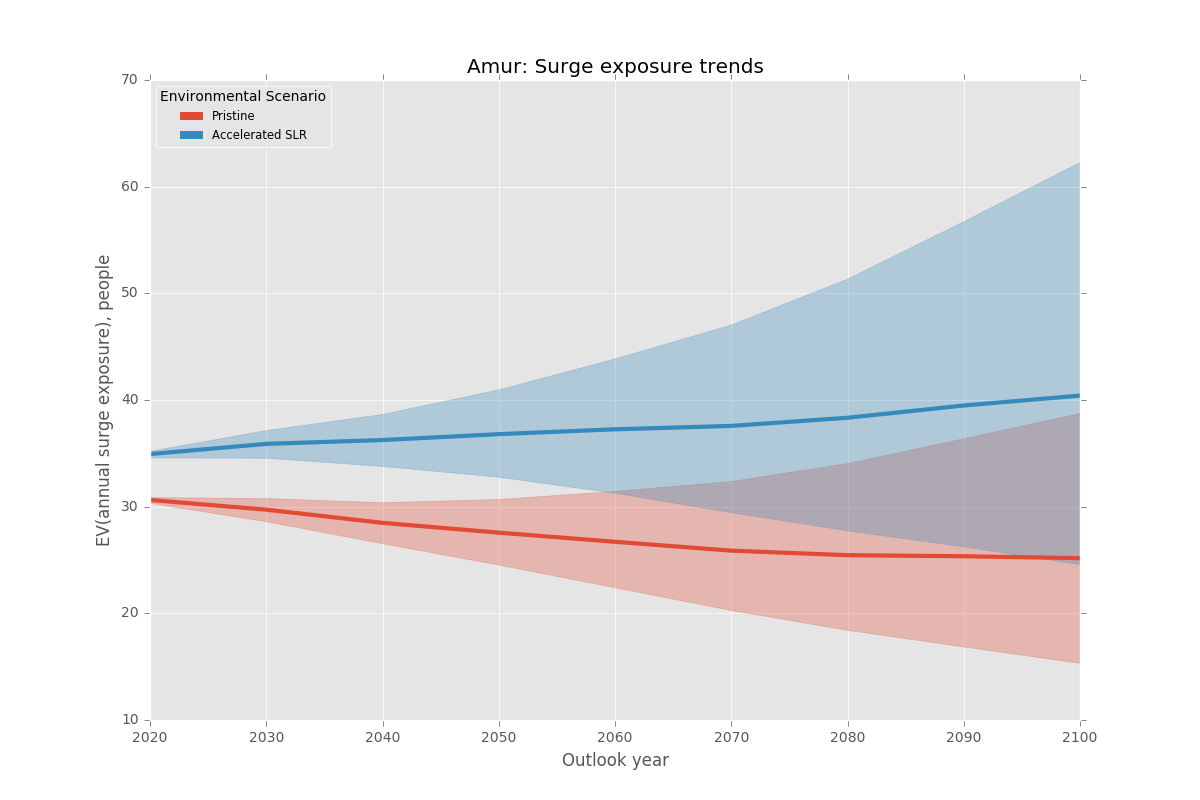 Amur: Surge exposure trends
Environmental Scenario
Pristine
Accelerated SLR
EV(annual surge exposure), people
70
60
50
40
30
20
10
2020 2030 2040 2050 2060 2070 2080 2090 2100
Outlook year